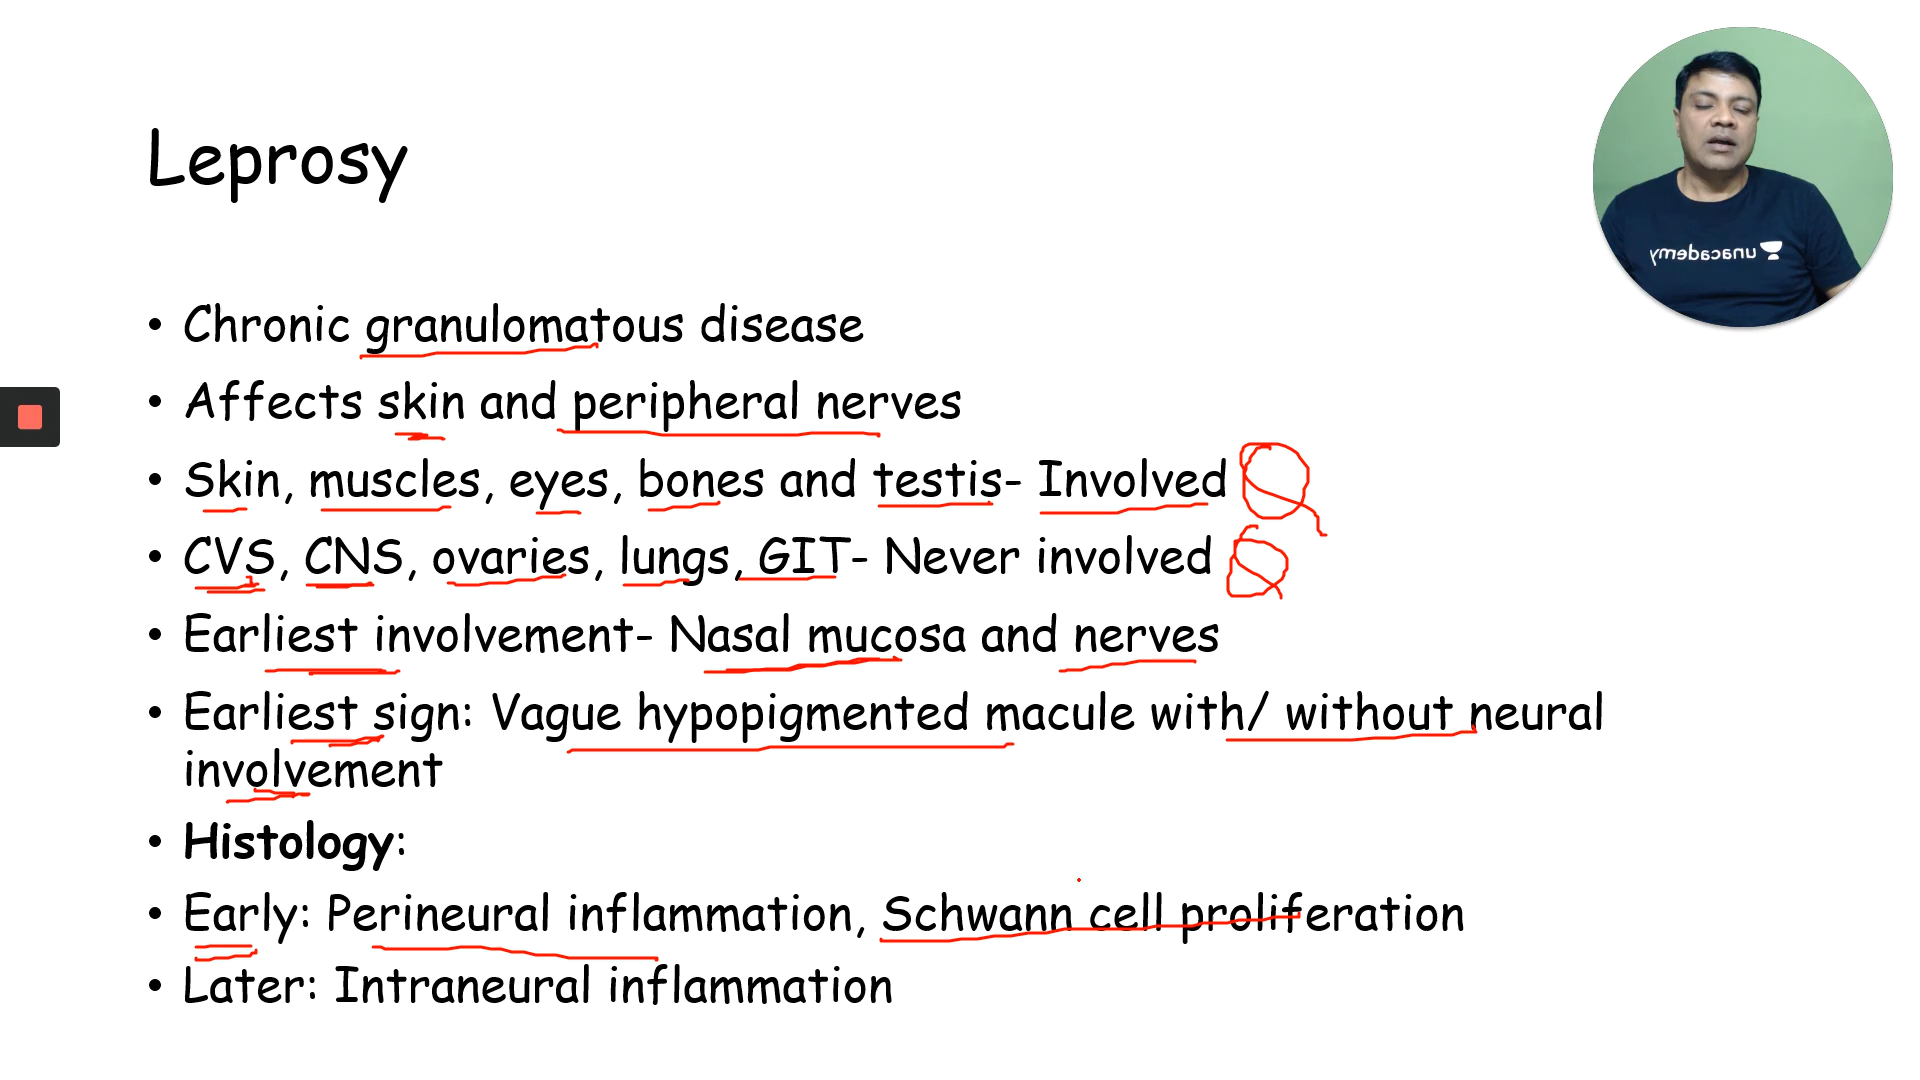 Leprosy
unacademy
• Chronic granulomatous disease
• Affects skin and peripheral nerves
• Skin, muscles, eyes, bones and testis- Involved
• CVS, CNS, ovaries, lungs, GIT- Never involved
• Earliest involvement- Nasal mucosa and nerves
• Earliest sign: Vague hypopigmented macule with/ without neural
involvement
• Histology:
• Early: Perineural inflammation, Schwann cell proliferation
• Later: Intraneural inflammation